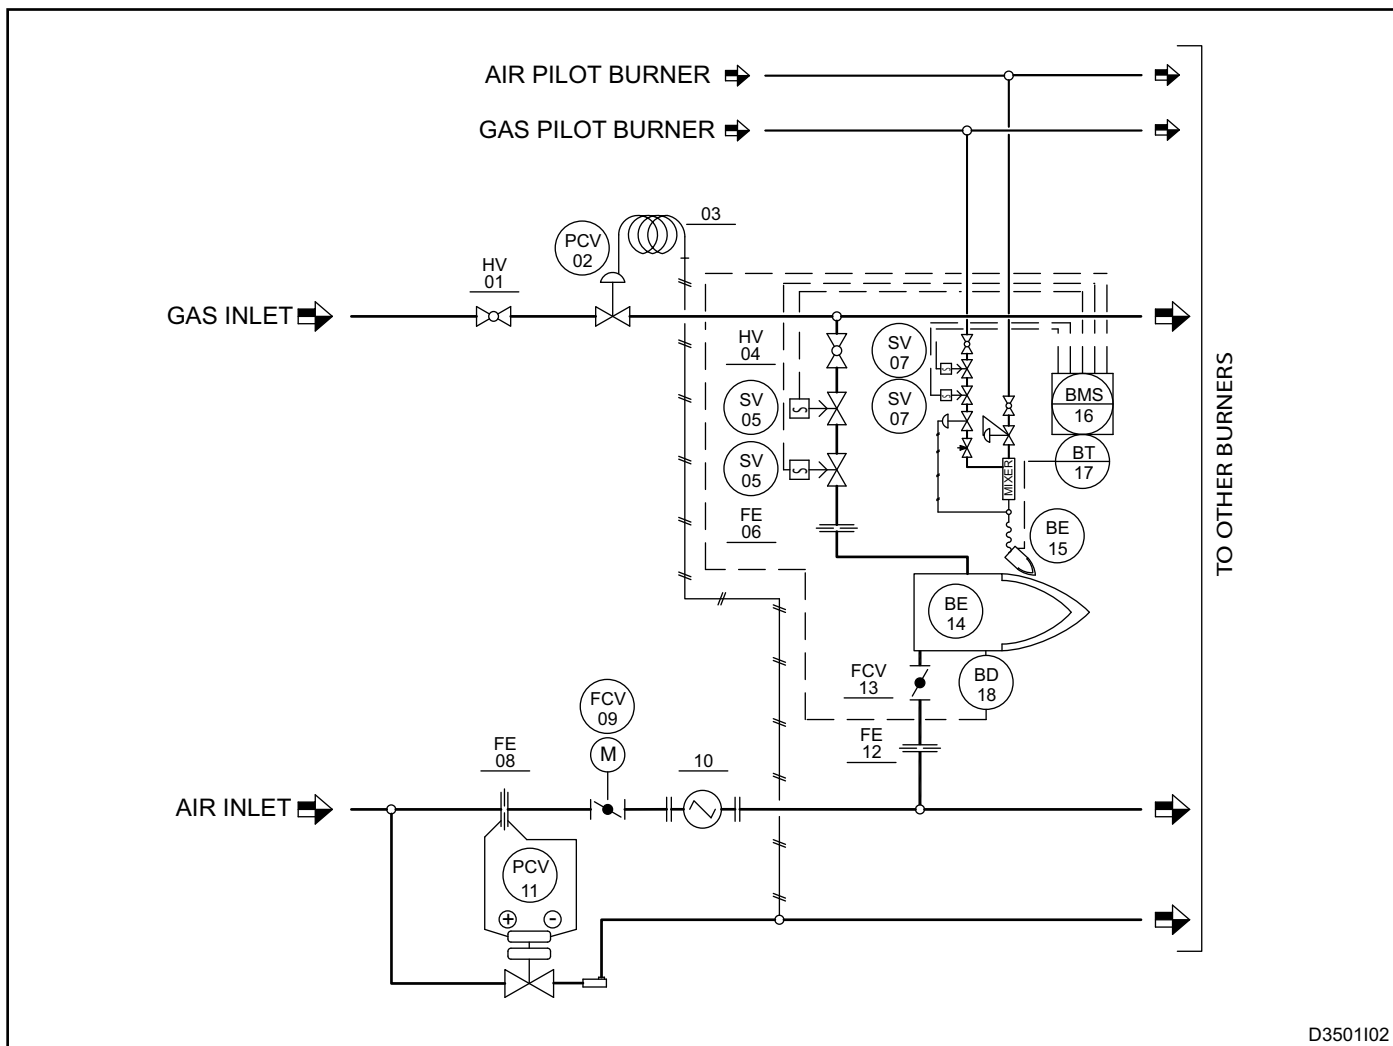 AIR PILOT BURNER
GAS PILOT BURNER
03
PCV
02
HV
01
GAS INLET
HV
04
SV
07
SV
07
SV
05
SV
05
BMS
16
BT
17
MIXER
FE
06
BE
15
BE
14
TO OTHER BURNERS
FCV
13
BD
18
FCV
09
M
FE
08
10
FE
12
AIR INLET
PCV
11
+ -
D3501I02